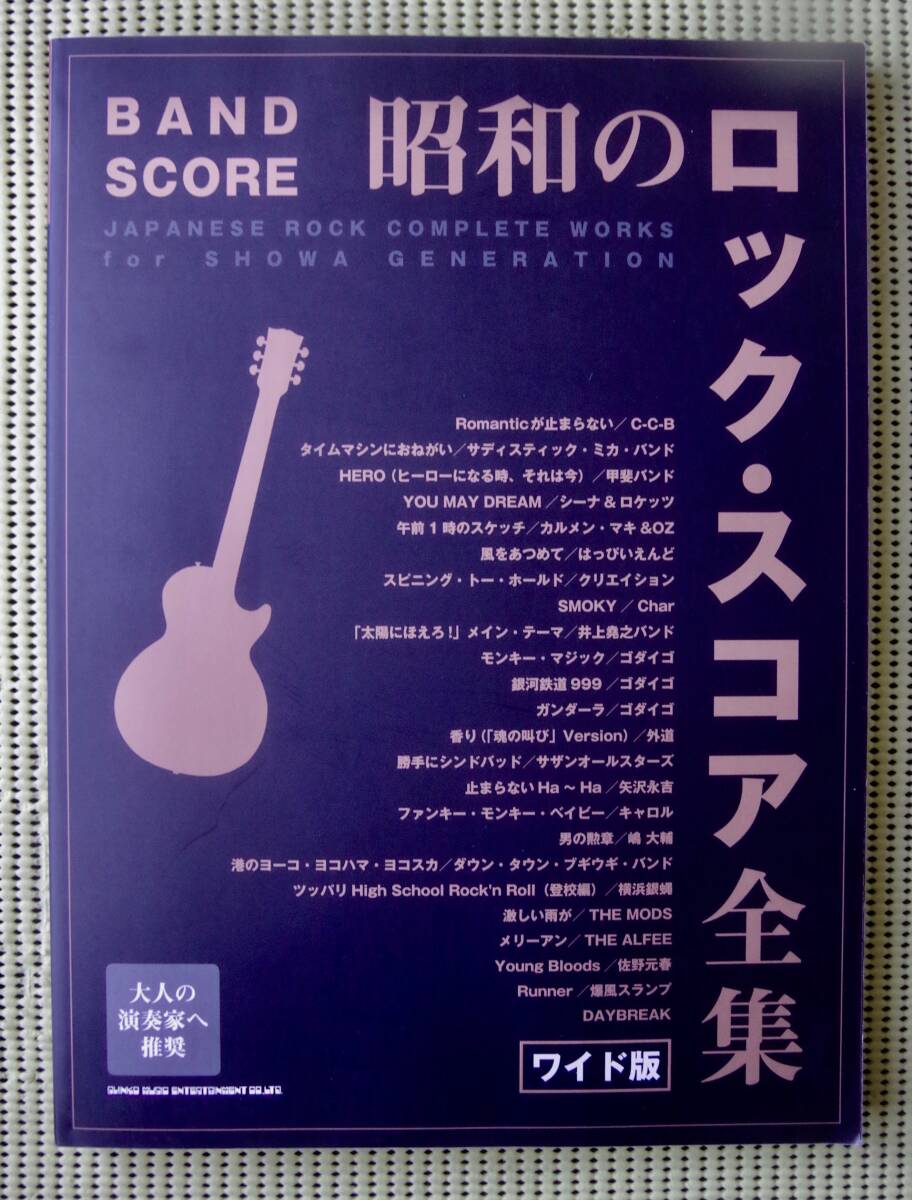 BAND
SCORE
昭和の
ロック・スコア全集
JAPANESE ROCK COMPLETE WORKS
for SHOWA GENERATION
Romanticが止まらない／C-C-B
タイムマシンにおねがい／サディスティック・ミカ・バンド
HERO（ヒーローになる時、それは今）／甲斐バンド
YOU MAY DREAM／シーナ&ロケッツ
午前1時のスケッチ／カルメン・マキ&OZ
風をあつめて／はっぴいえんど
スピニング・トー・ホールド／クリエイション
SMOKY／Char
「太陽にほえろ！」メイン・テーマ／井上堯之バンド
モンキー・マジック／ゴダイゴ
銀河鉄道999／ゴダイゴ
ガンダーラ／ゴダイゴ
香り（「魂の叫び」Version）／外道
勝手にシンドバッド／サザンオールスターズ
止まらないHa～Ha／矢沢永吉
ファンキー・モンキー・ベイビー／キャロル
男の勲章／嶋 大輔
港のヨーコ・ヨコハマ・ヨコスカ／ダウン・タウン・ブギウギ・バンド
ツッパリHigh School Rock'n Roll（登校編）／横浜銀蝿
激しい雨が／THE MODS
メリーアン／THE ALFEE
Young Bloods／佐野元春
Runner／爆風スランプ
DAYBREAK
大人の
演奏家へ
推奨
ワイド版
SHINKO MUSIC ENTERTAINMENT CO.,LTD.